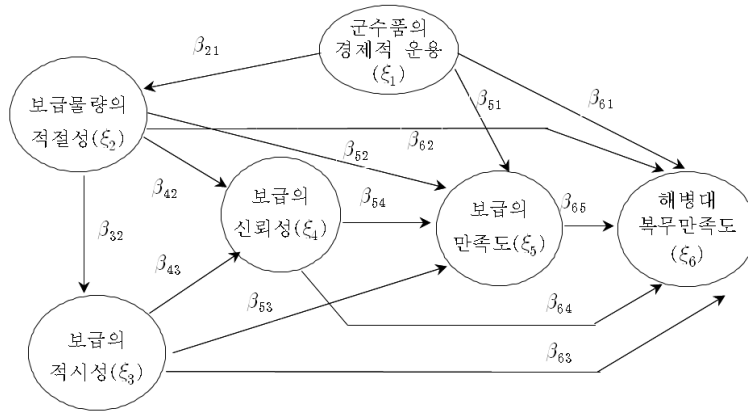 군수품의
경제적 운용
(ξ₁)
β₂₁
보급물량의
적절성(ξ₂)
β₅₁
β₆₁
β₅₂
β₆₂
β₄₂
보급의
신뢰성(ξ₄)
β₅₄
보급의
만족도(ξ₅)
β₆₅
해병대
복무만족도
(ξ₆)
β₃₂
β₄₃
β₅₃
β₆₄
보급의
적시성(ξ₃)
β₆₃